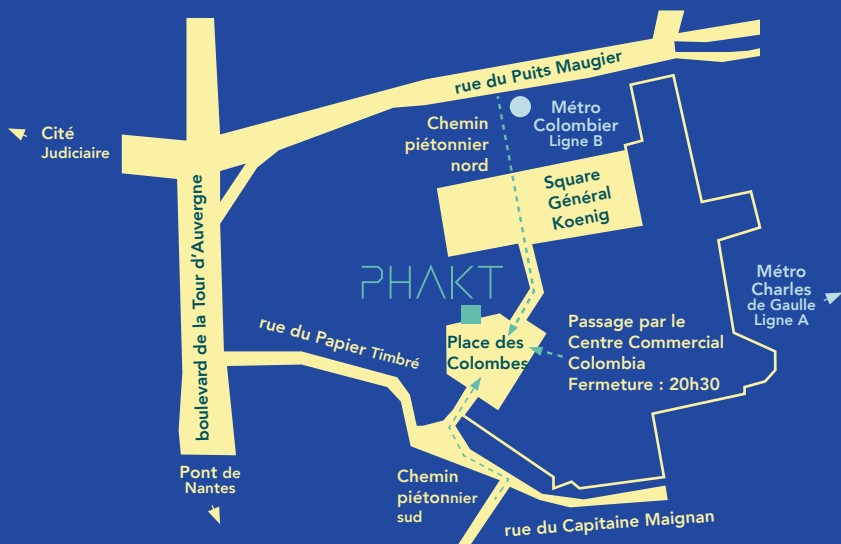 rue du Puits Maugier
Métro
Colombier
Ligne B
Chemin
piétonnier
nord
Cité
Judiciaire
Square
Général
Koenig
boulevard de la Tour d'Auvergne
PHAKT
Métro
Charles
de Gaulle
Ligne A
rue du Papier Timbré
Place des
Colombes
Passage par le
Centre Commercial
Colombia
Fermeture : 20h30
Pont de
Nantes
Chemin
piétonnier
sud
rue du Capitaine Maignan